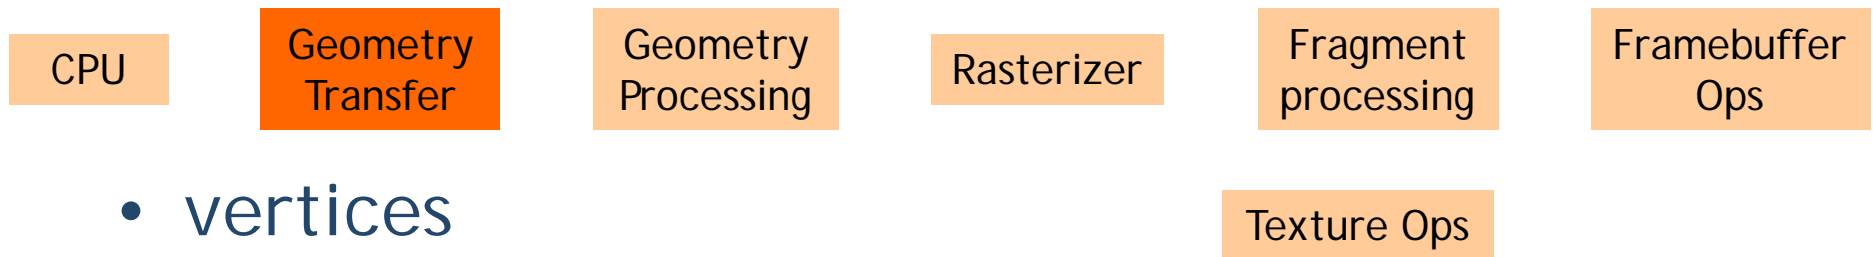 CPU
Geometry
Transfer
Geometry
Processing
Rasterizer
Fragment
processing
Framebuffer
Ops
• vertices
Texture Ops